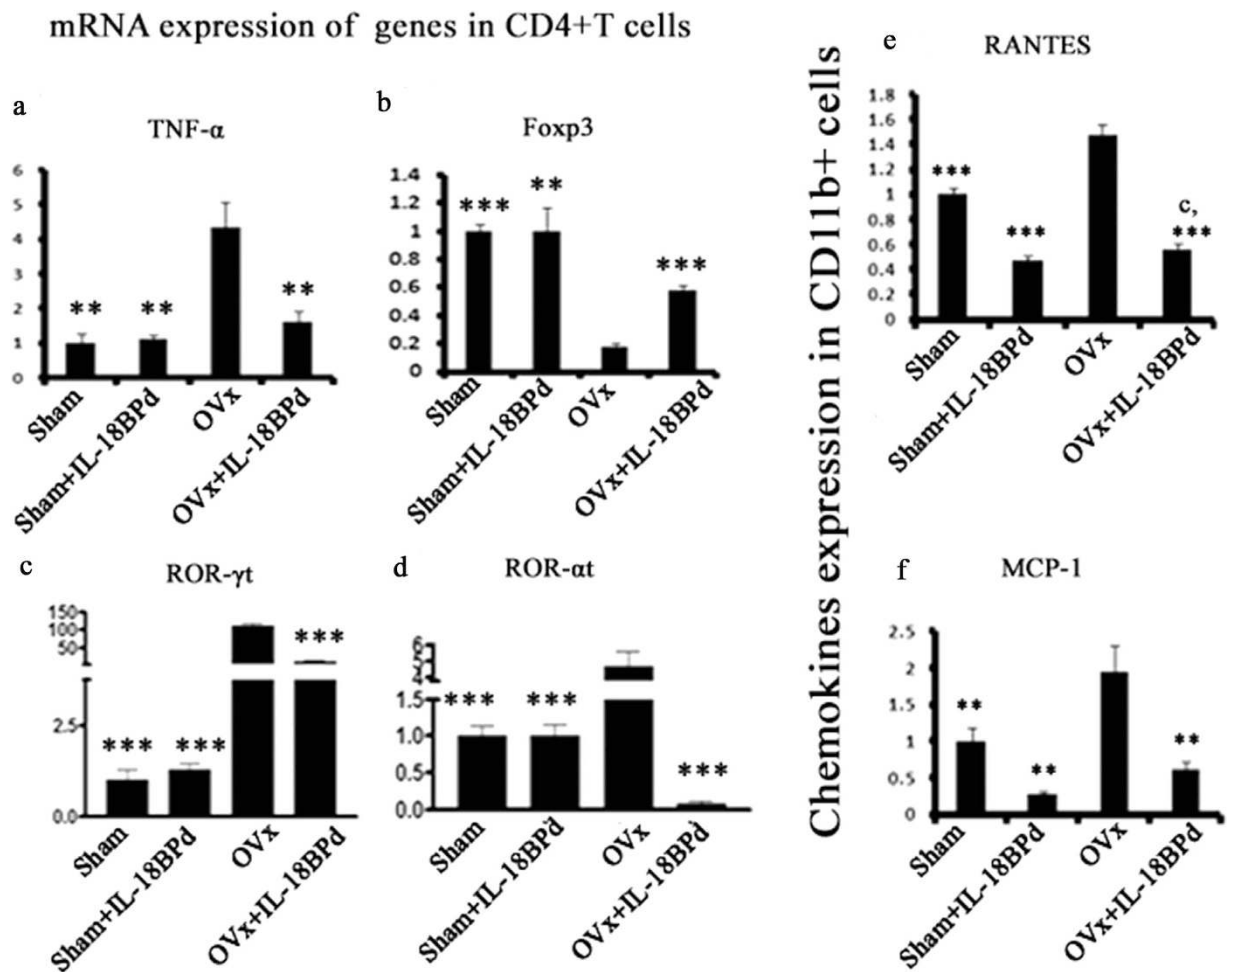 mRNA expression of genes in CD4+T cells
a
TNF-α
6
5
4
3
2
1
0
**
**
**
Sham
Sham+IL-18BPd
OVx
OVx+IL-18BPd
b
Foxp3
1.4
1.2
1
0.8
0.6
0.4
0.2
0
***
**
***
Sham
Sham+IL-18BPd
OVx
OVx+IL-18BPd
c
ROR-γt
150
100
50
2.5
0.0
***
***
***
Sham
Sham+IL-18BPd
OVx
OVx+IL-18BPd
d
ROR-αt
6
5
4
1.5
1.0
0.5
0.0
***
***
***
Sham
Sham+IL-18BPd
OVx
OVx+IL-18BPd
Chemokines expression in CD11b+ cells
e
RANTES
1.8
1.6
1.4
1.2
1
0.8
0.6
0.4
0.2
0
***
***
c,
***
Sham
Sham+IL-18BPd
OVx
OVx+IL-18BPd
f
MCP-1
2.5
2
1.5
1
0.5
0
**
**
**
Sham
Sham+IL-18BPd
OVx
OVx+IL-18BPd